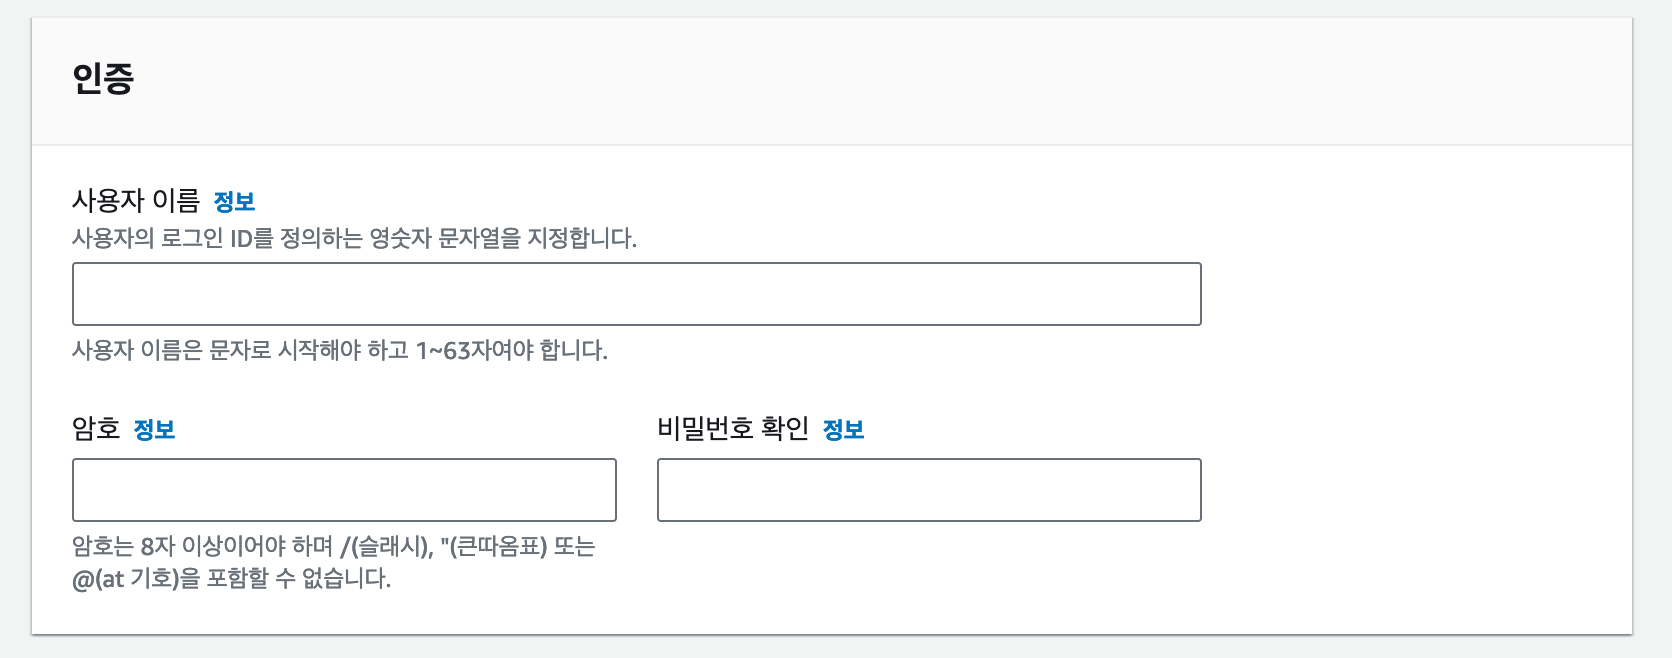 인증
사용자 이름 정보
사용자의 로그인 ID를 정의하는 영숫자 문자열을 지정합니다.
사용자 이름은 문자로 시작해야 하고 1~63자여야 합니다.
암호 정보
비밀번호 확인 정보
암호는 8자 이상이어야 하며 /(슬래시), "(큰따옴표) 또는
@(at 기호)을 포함할 수 없습니다.